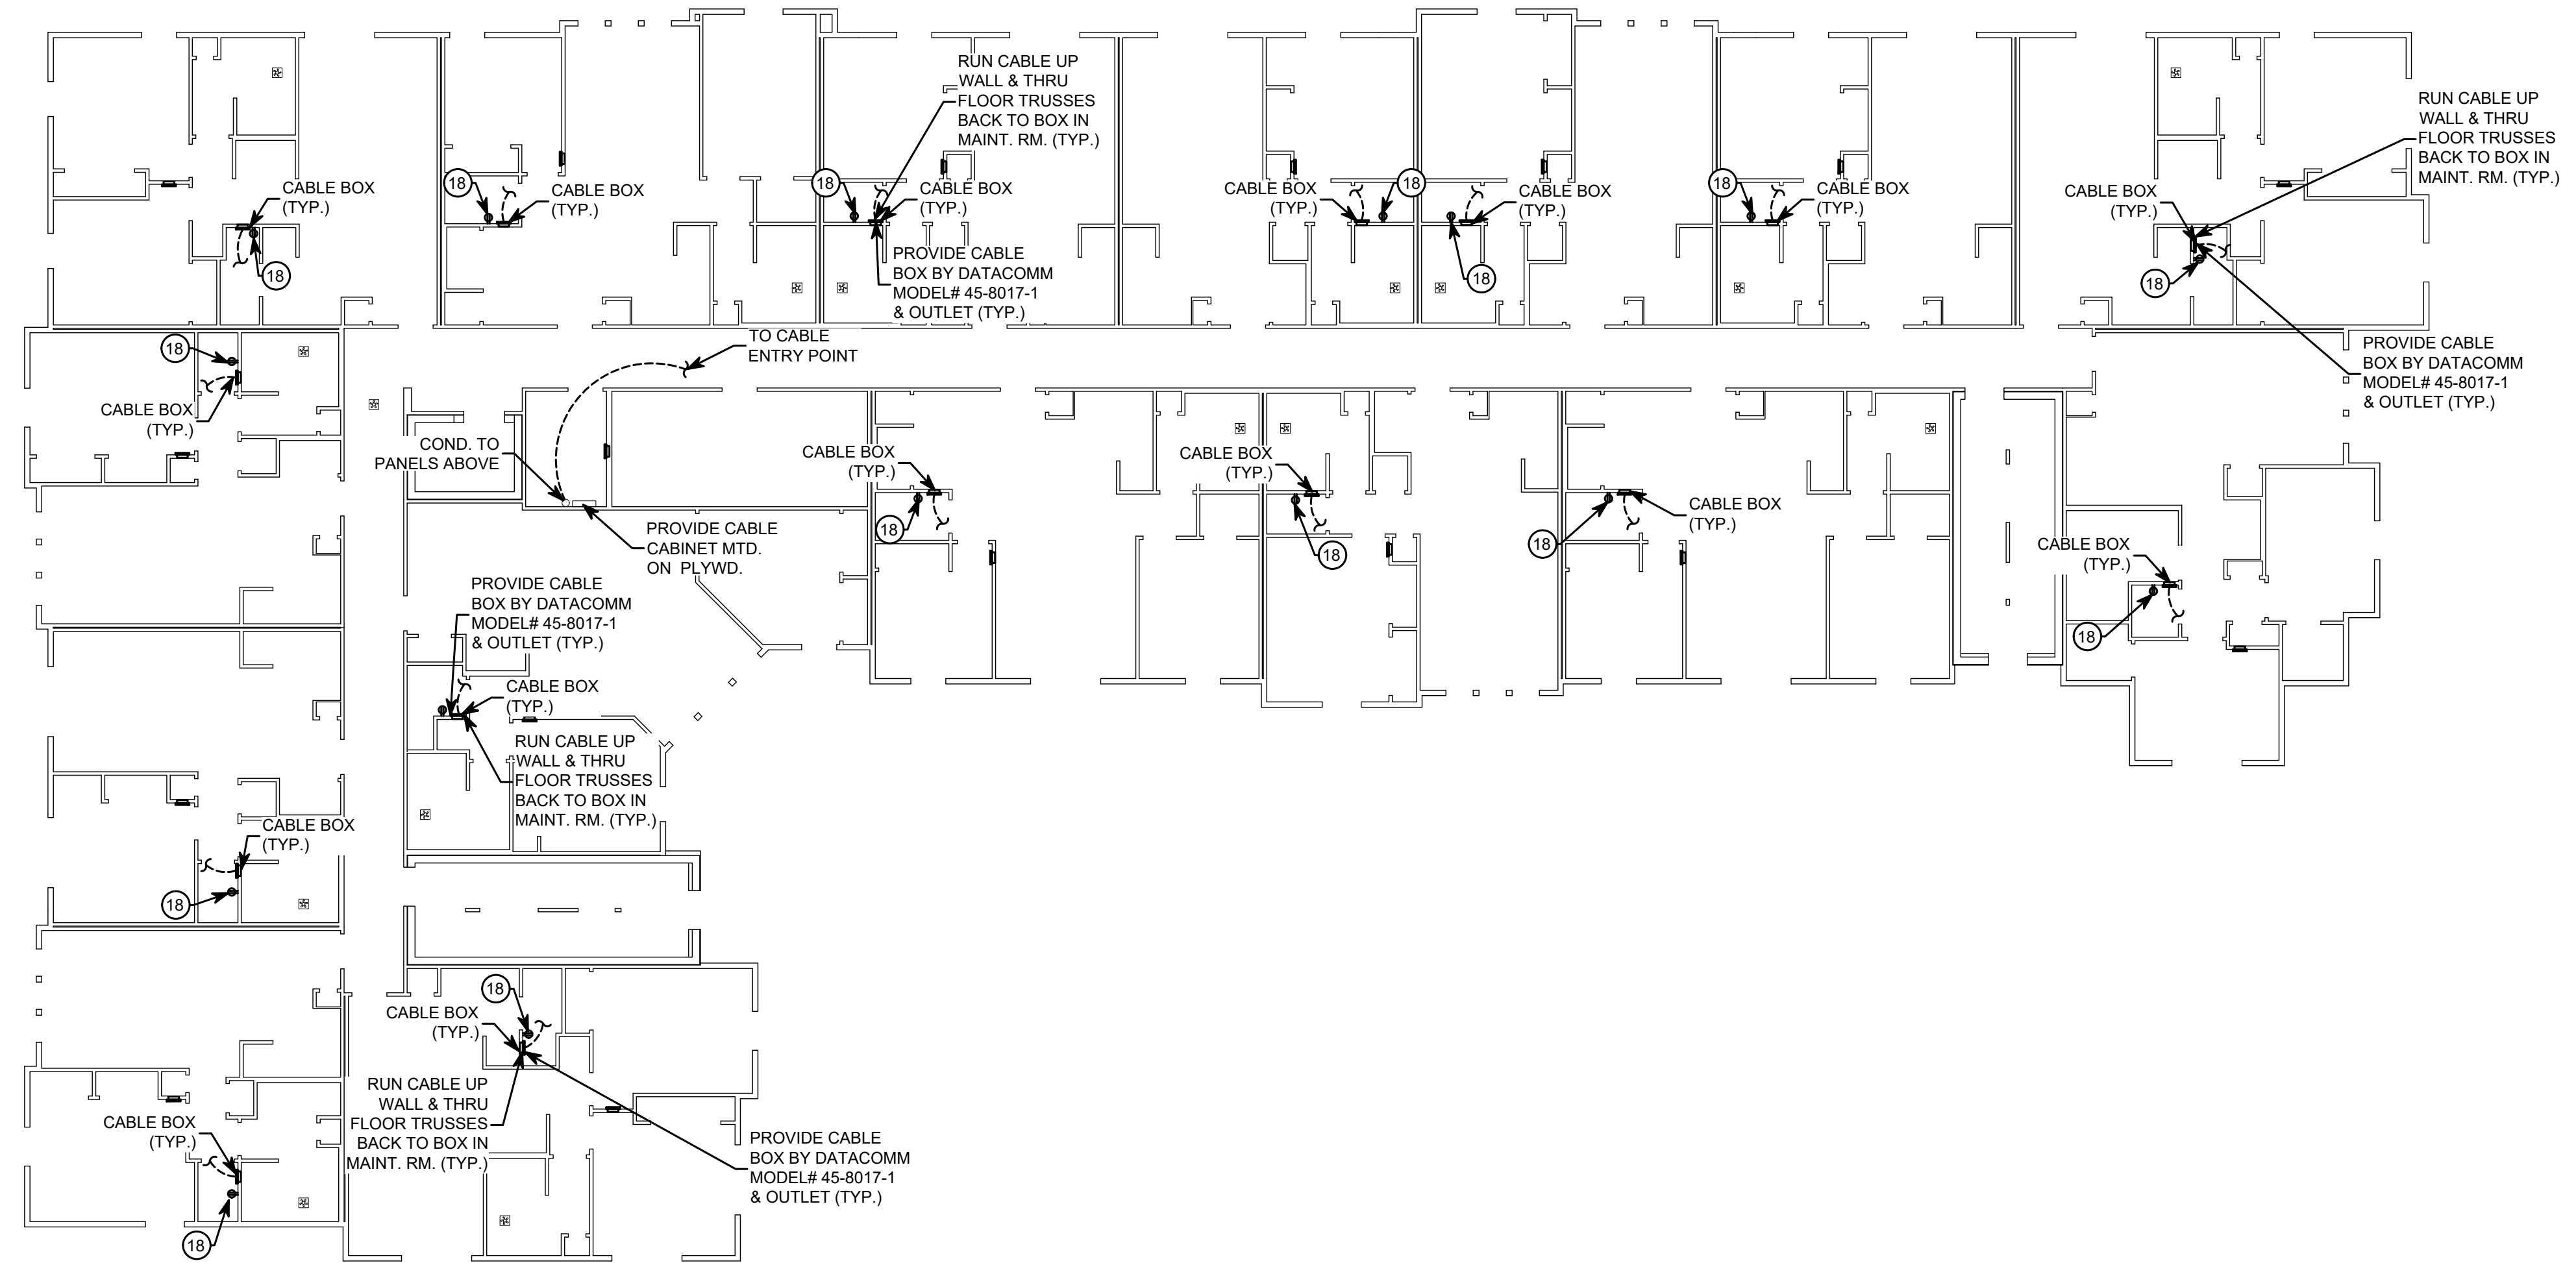 RUN CABLE UP
WALL & THRU
FLOOR TRUSSES
BACK TO BOX IN
MAINT. RM. (TYP.)
RUN CABLE UP
WALL & THRU
FLOOR TRUSSES
BACK TO BOX IN
MAINT. RM. (TYP.)
CABLE BOX
(TYP.)
18
18
CABLE BOX
(TYP.)
18
CABLE BOX
(TYP.)
PROVIDE CABLE
BOX BY DATACOMM
MODEL# 45-8017-1
& OUTLET (TYP.)
CABLE BOX
(TYP.)
18
CABLE BOX
(TYP.)
18
18
CABLE BOX
(TYP.)
CABLE BOX
(TYP.)
18
PROVIDE CABLE
BOX BY DATACOMM
MODEL# 45-8017-1
& OUTLET (TYP.)
18
CABLE BOX
(TYP.)
TO CABLE
ENTRY POINT
COND. TO
PANELS ABOVE
PROVIDE CABLE
CABINET MTD.
ON PLYWD.
CABLE BOX
(TYP.)
18
CABLE BOX
(TYP.)
18
CABLE BOX
(TYP.)
18
CABLE BOX
(TYP.)
18
PROVIDE CABLE
BOX BY DATACOMM
MODEL# 45-8017-1
& OUTLET (TYP.)
CABLE BOX
(TYP.)
RUN CABLE UP
WALL & THRU
FLOOR TRUSSES
BACK TO BOX IN
MAINT. RM. (TYP.)
CABLE BOX
(TYP.)
18
18
CABLE BOX
(TYP.)
RUN CABLE UP
WALL & THRU
FLOOR TRUSSES
BACK TO BOX IN
MAINT. RM. (TYP.)
CABLE BOX
(TYP.)
18
PROVIDE CABLE
BOX BY DATACOMM
MODEL# 45-8017-1
& OUTLET (TYP.)